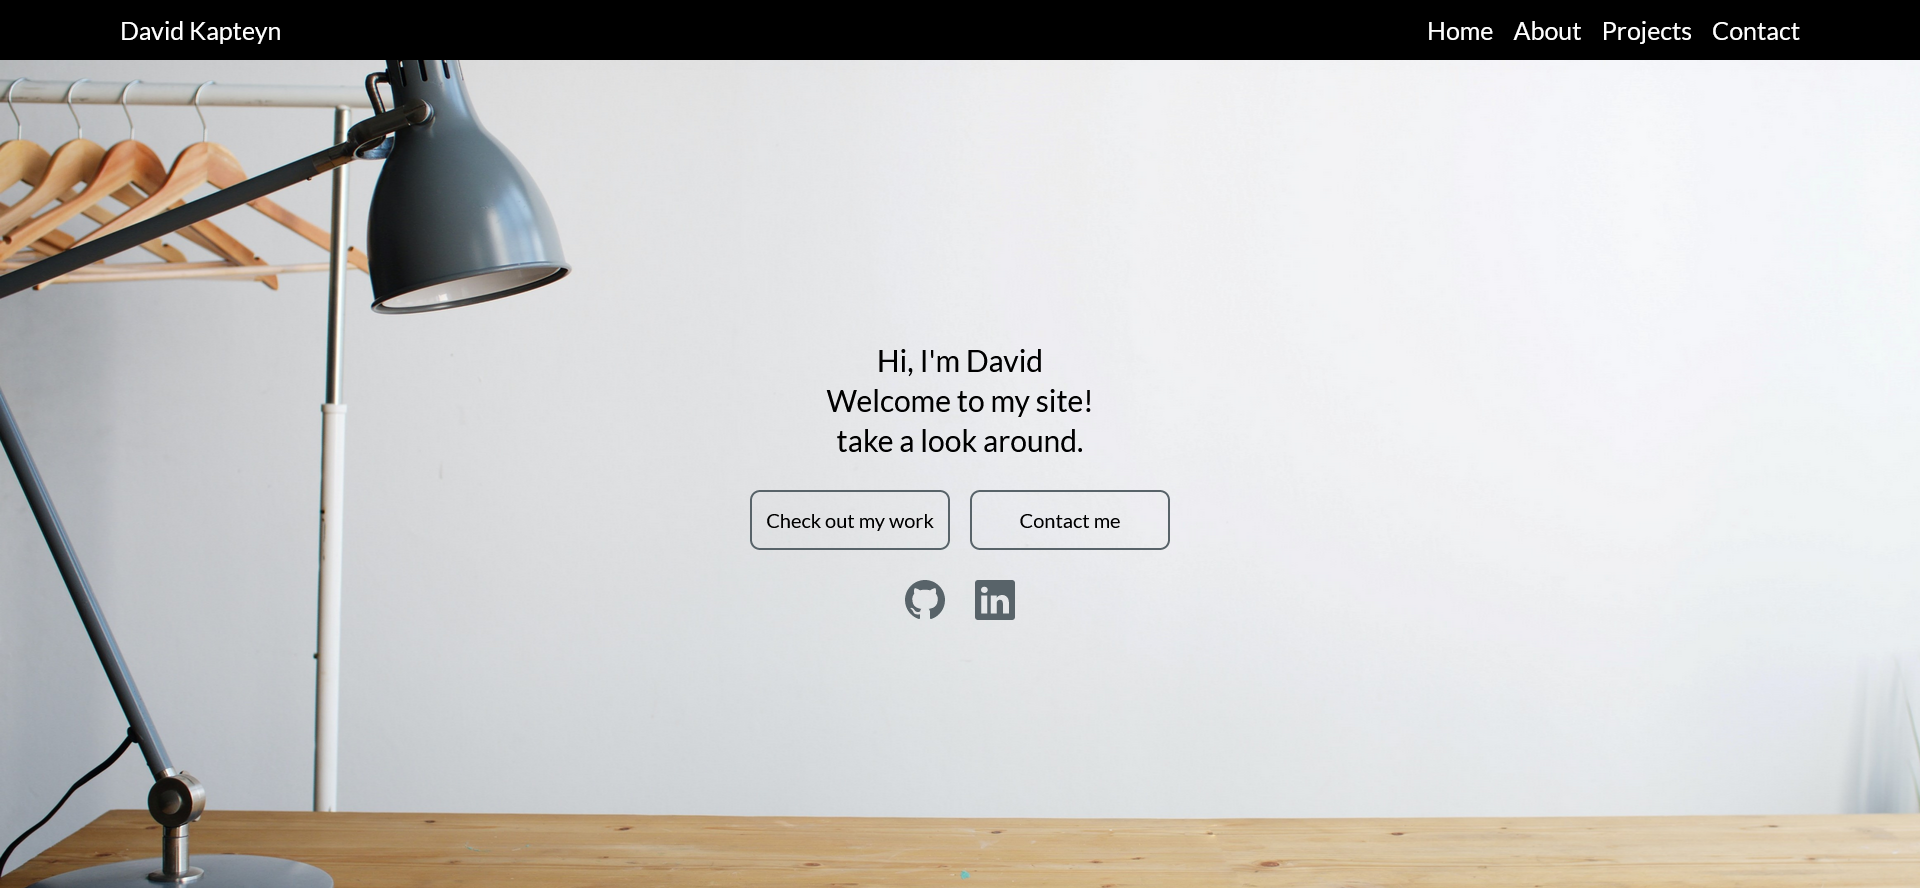 David Kapteyn
Home About Projects Contact
Hi, I'm David
Welcome to my site!
take a look around.
Check out my work
Contact me
in